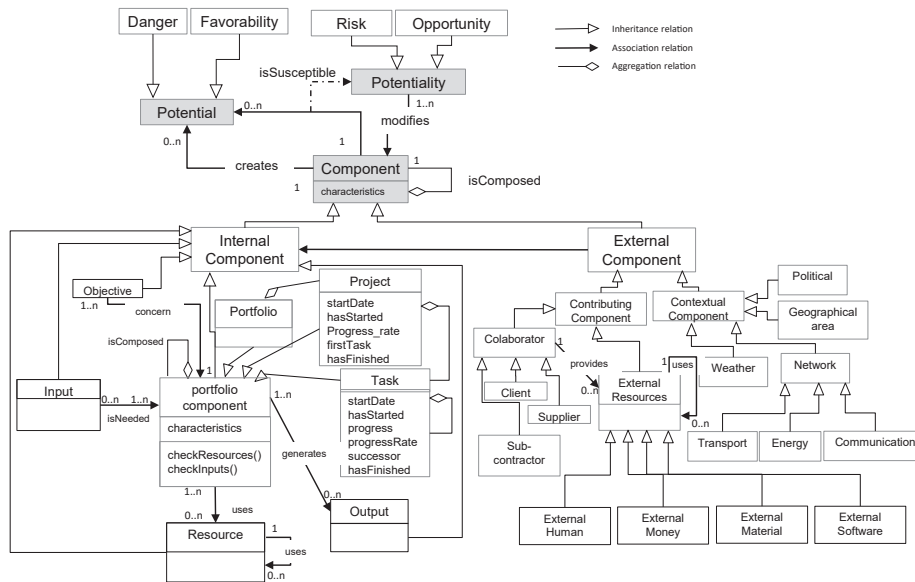 Danger
Favorability
Risk
Opportunity
Inheritance relation
Association relation
Aggregation relation
isSusceptible
Potentiality
Potential
0..n
1..n
modifies
0..n
1
creates
Component
1
1
characteristics
isComposed
Internal
Component
External
Component
Objective
1..n
concern
Portfolio
Project
startDate
hasStarted
Progress_rate
firstTask
hasFinished
Contributing
Component
Contextual
Component
Political
Geographical
area
isComposed
1
Colaborator
1
provides
0..n
External
Resources
1
uses
0..n
Weather
Network
Client
Supplier
Sub-
contractor
Transport
Energy
Communication
Input
0..n
1..n
isNeeded
portfolio
component
characteristics
checkResources()
checkInputs()
1..n
Task
startDate
hasStarted
progress
progressRate
successor
hasFinished
generates
0..n
Output
1..n
uses
0..n
Resource
1
uses
0..n
External
Human
External
Money
External
Material
External
Software